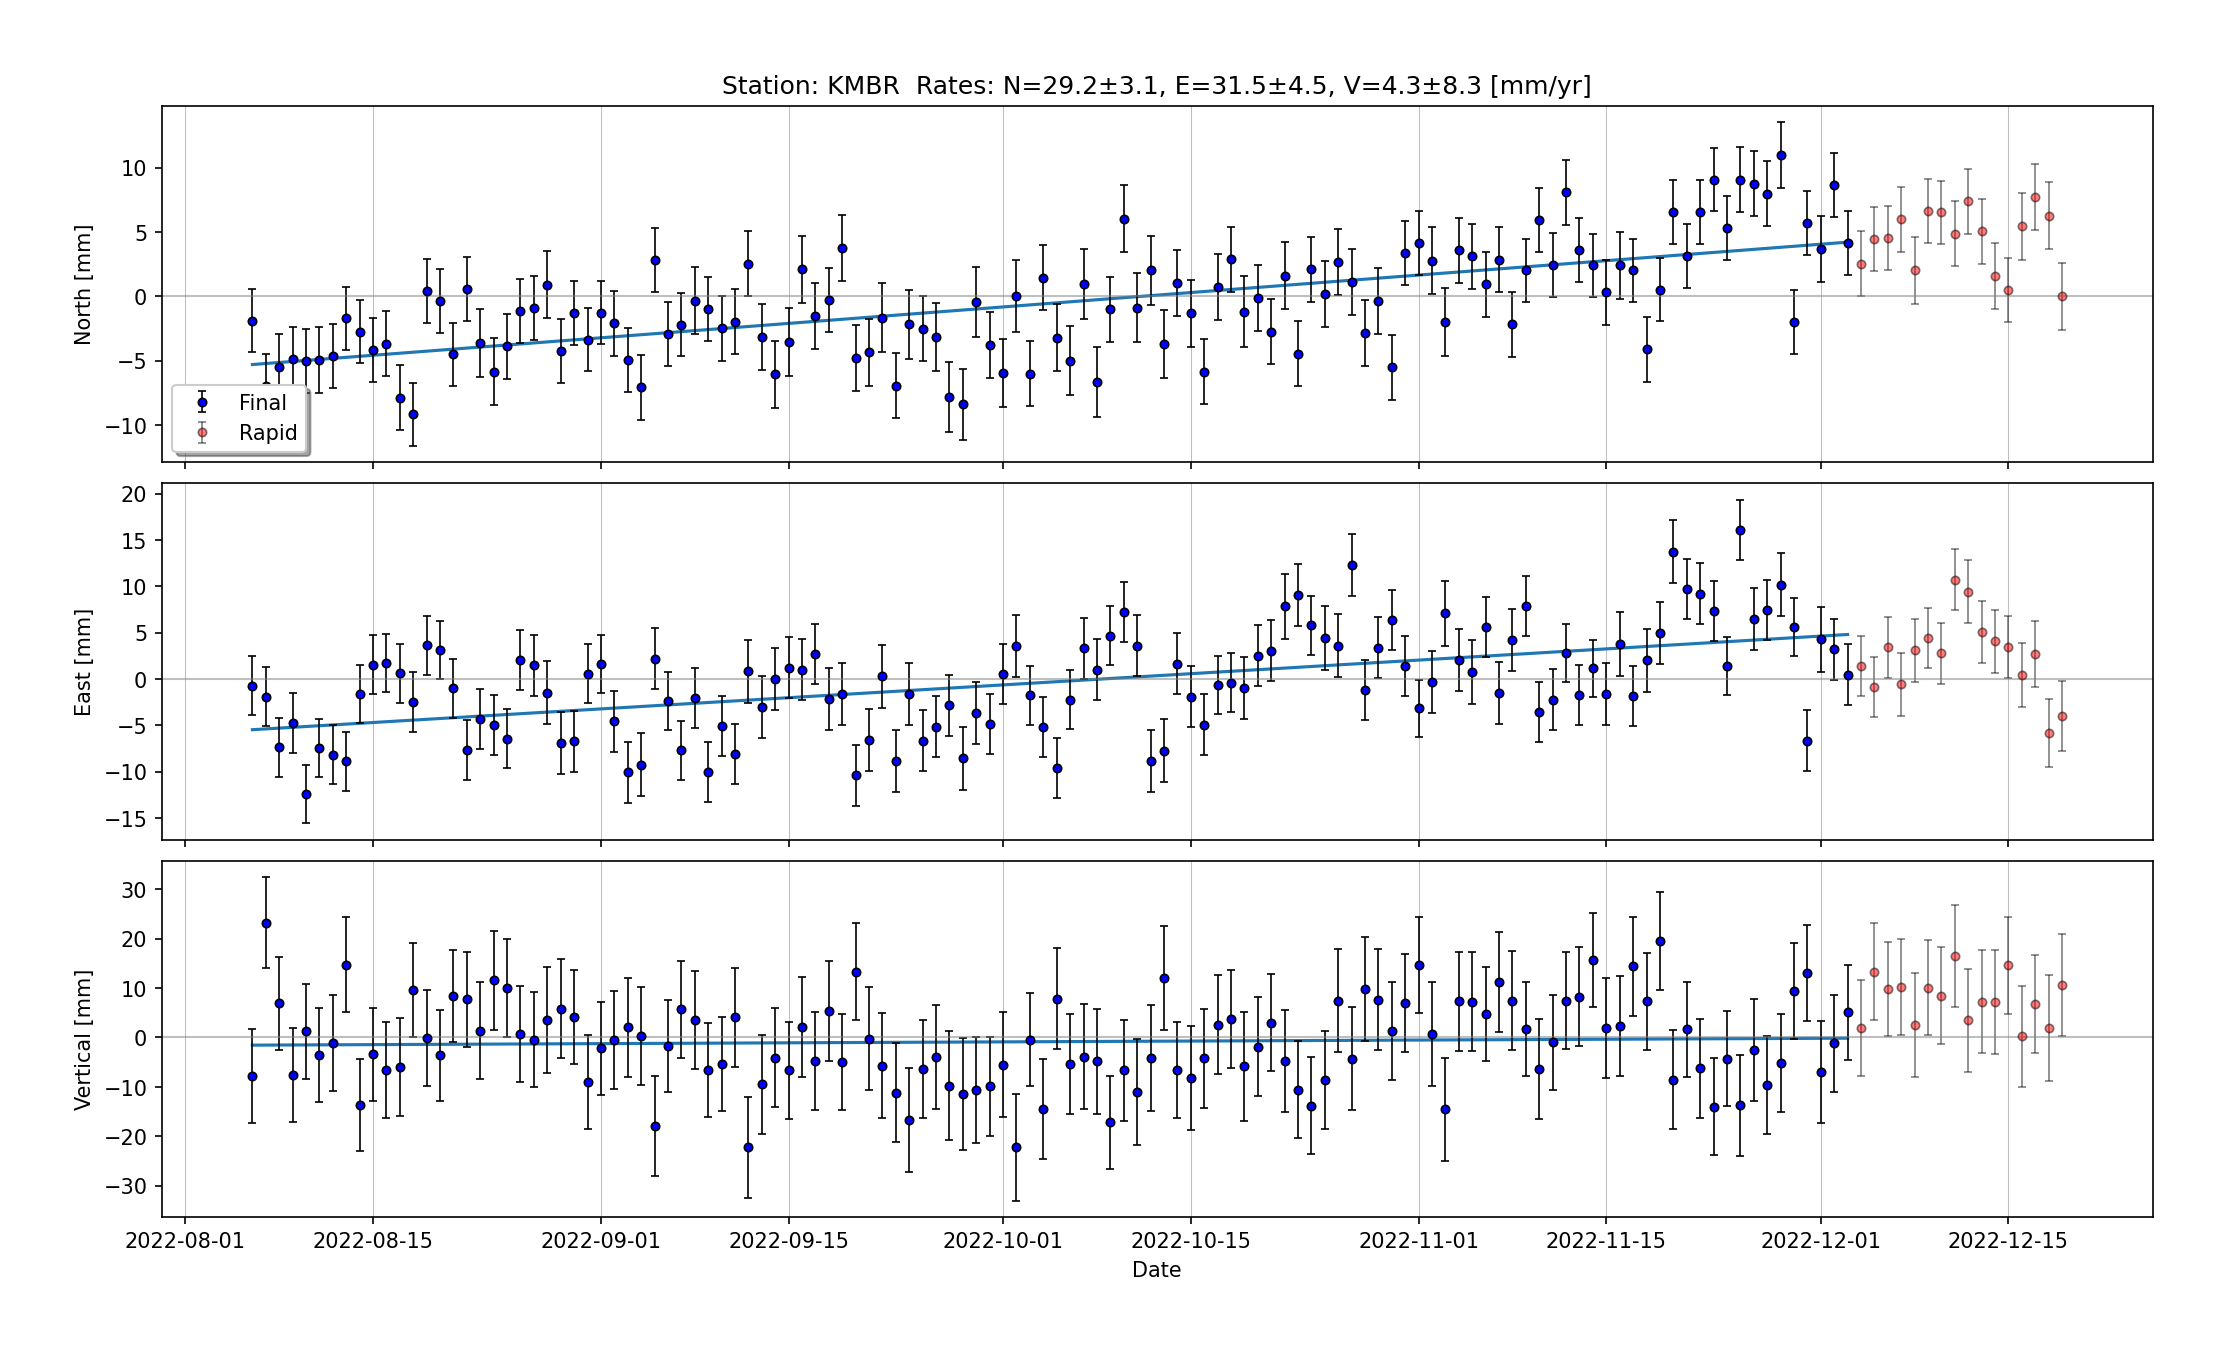 Station: KMBR  Rates: N=29.2±3.1, E=31.5±4.5, V=4.3±8.3 [mm/yr]
North [mm]
10
5
0
−5
−10
Final
Rapid
East [mm]
20
15
10
5
0
−5
−10
−15
Vertical [mm]
30
20
10
0
−10
−20
−30
2022-08-01 2022-08-15 2022-09-01 2022-09-15 2022-10-01 2022-10-15 2022-11-01 2022-11-15 2022-12-01 2022-12-15
Date